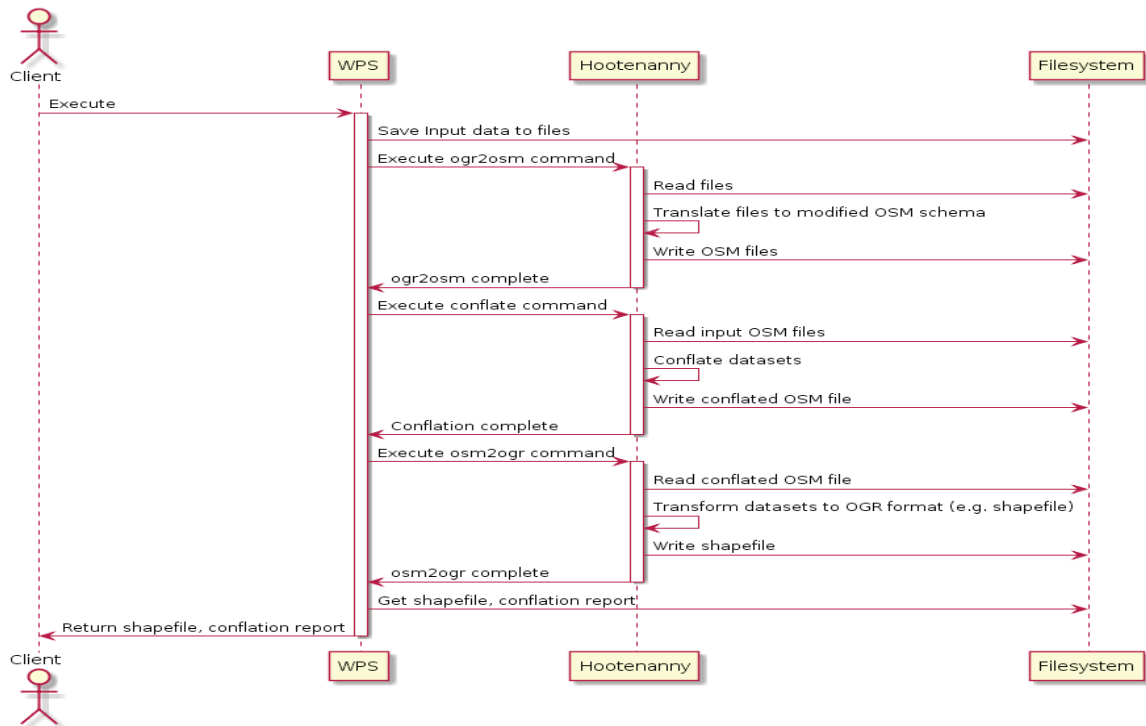 Client
WPS
Hootenanny
Filesystem
Execute
Save Input data to files
Execute ogr2osm command
Read files
Translate files to modified OSM schema
Write OSM files
ogr2osm complete
Execute conflate command
Read input OSM files
Conflate datasets
Write conflated OSM file
Conflation complete
Execute osm2ogr command
Read conflated OSM file
Transform datasets to OGR format (e.g. shapefile)
Write shapefile
osm2ogr complete
Get shapefile, conflation report
Return shapefile, conflation report
Client
WPS
Hootenanny
Filesystem